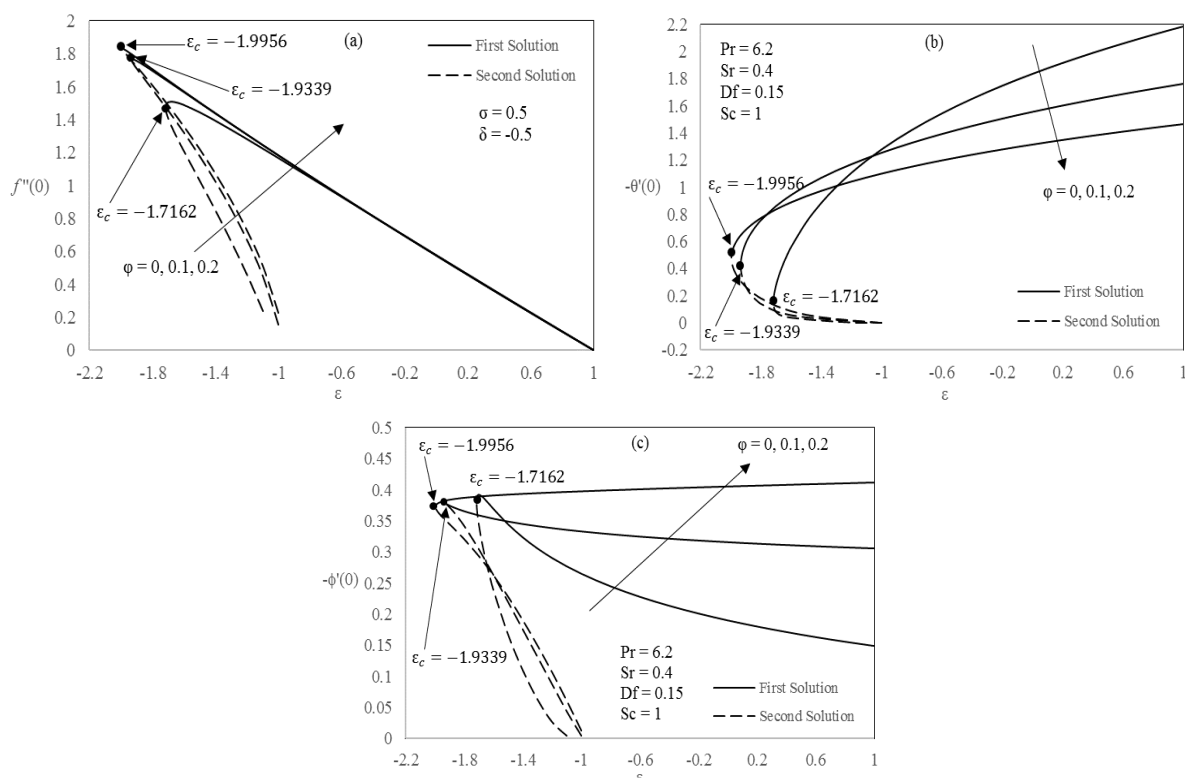 2
1.8
1.6
1.4
1.2
1
0.8
0.6
0.4
0.2
0
f''(0)
-2.2 -1.8 -1.4 -1 -0.6 -0.2 0.2 0.6 1
ε
(a)
ε_c = −1.9956
ε_c = −1.9339
ε_c = −1.7162
φ = 0, 0.1, 0.2
First Solution
Second Solution
σ = 0.5
δ = -0.5
2.2
2
1.8
1.6
1.4
1.2
1
0.8
0.6
0.4
0.2
0
-0.2
-θ'(0)
-2.2 -1.8 -1.4 -1 -0.6 -0.2 0.2 0.6 1
ε
(b)
Pr = 6.2
Sr = 0.4
Df = 0.15
Sc = 1
ε_c = −1.9956
φ = 0, 0.1, 0.2
ε_c = −1.7162
ε_c = −1.9339
First Solution
Second Solution
0.5
0.45
0.4
0.35
0.3
0.25
0.2
0.15
0.1
0.05
0
-ϕ'(0)
-2.2 -1.8 -1.4 -1 -0.6 -0.2 0.2 0.6 1
ε
(c)
ε_c = −1.9956
ε_c = −1.7162
φ = 0, 0.1, 0.2
ε_c = −1.9339
Pr = 6.2
Sr = 0.4
Df = 0.15
Sc = 1
First Solution
Second Solution